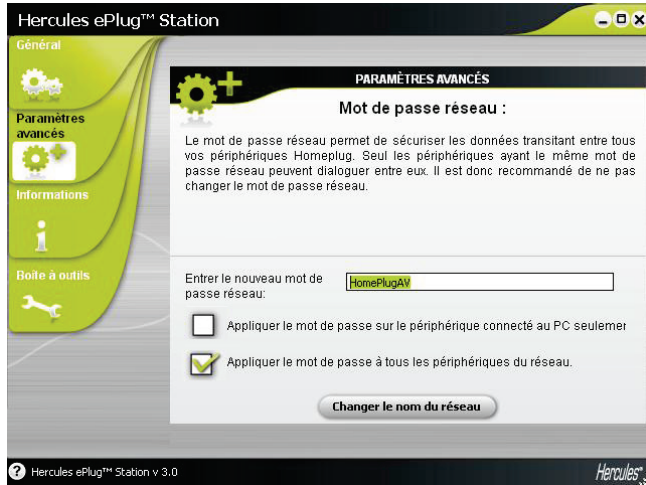 Hercules ePlug™ Station
Général
Paramètres
avancés
Informations
Boite à outils
PARAMÈTRES AVANCÉS
Mot de passe réseau :
Le mot de passe réseau permet de sécuriser les données transitant entre tous
vos périphériques Homeplug. Seul les périphériques ayant le même mot de
passe réseau peuvent dialoguer entre eux. Il est donc recommandé de ne pas
changer le mot de passe réseau.
Entrer le nouveau mot de
passe réseau:
HomePlugAV
Appliquer le mot de passe sur le périphérique connecté au PC seulemer
Appliquer le mot de passe à tous les périphériques du réseau.
Changer le nom du réseau
? Hercules ePlug™ Station v 3.0
Hercules